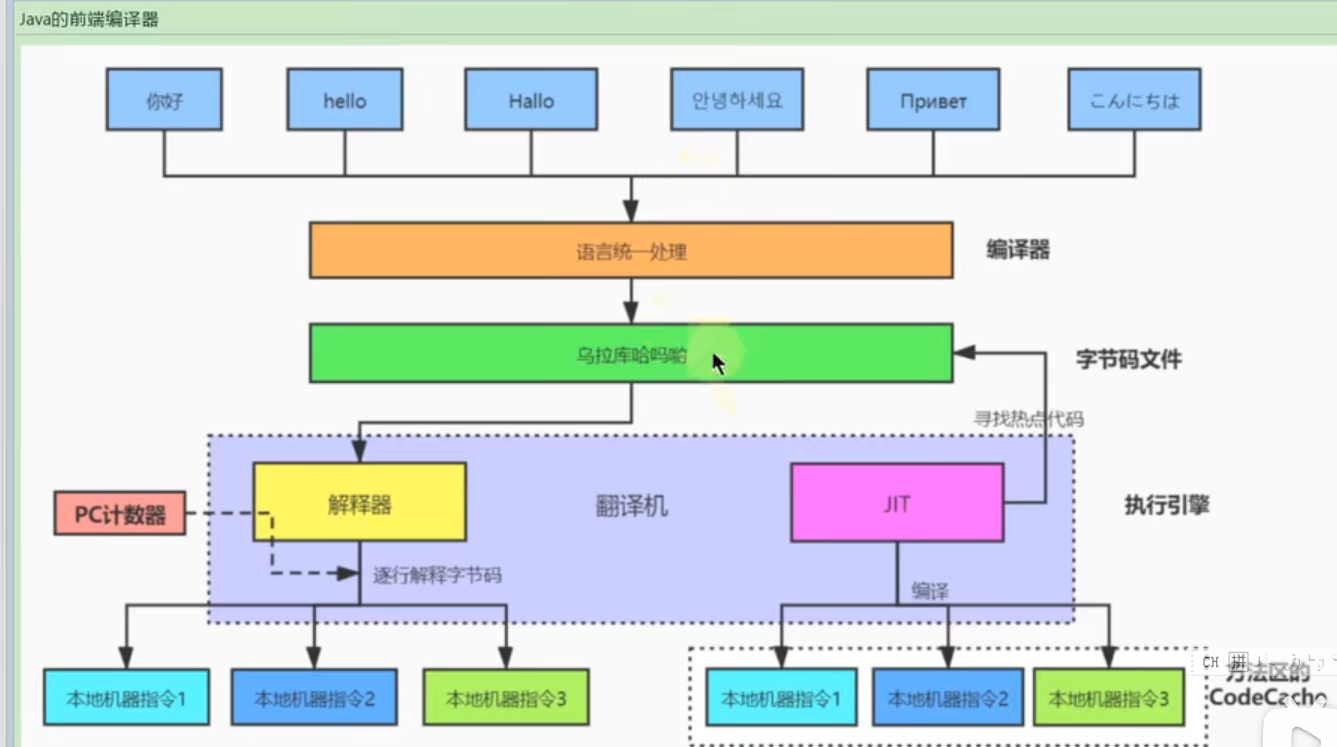 Java的前端编译器
你好
hello
Hallo
안녕하세요
Привет
こんにちは
语言统一处理
编译器
乌拉库哈吗哟
字节码文件
寻找热点代码
解释器
翻译机
JIT
执行引擎
PC计数器
逐行解释字节码
编译
CH 拼
方法区的
CodeCache
本地机器指令1
本地机器指令2
本地机器指令3
本地机器指令1
本地机器指令2
本地机器指令3